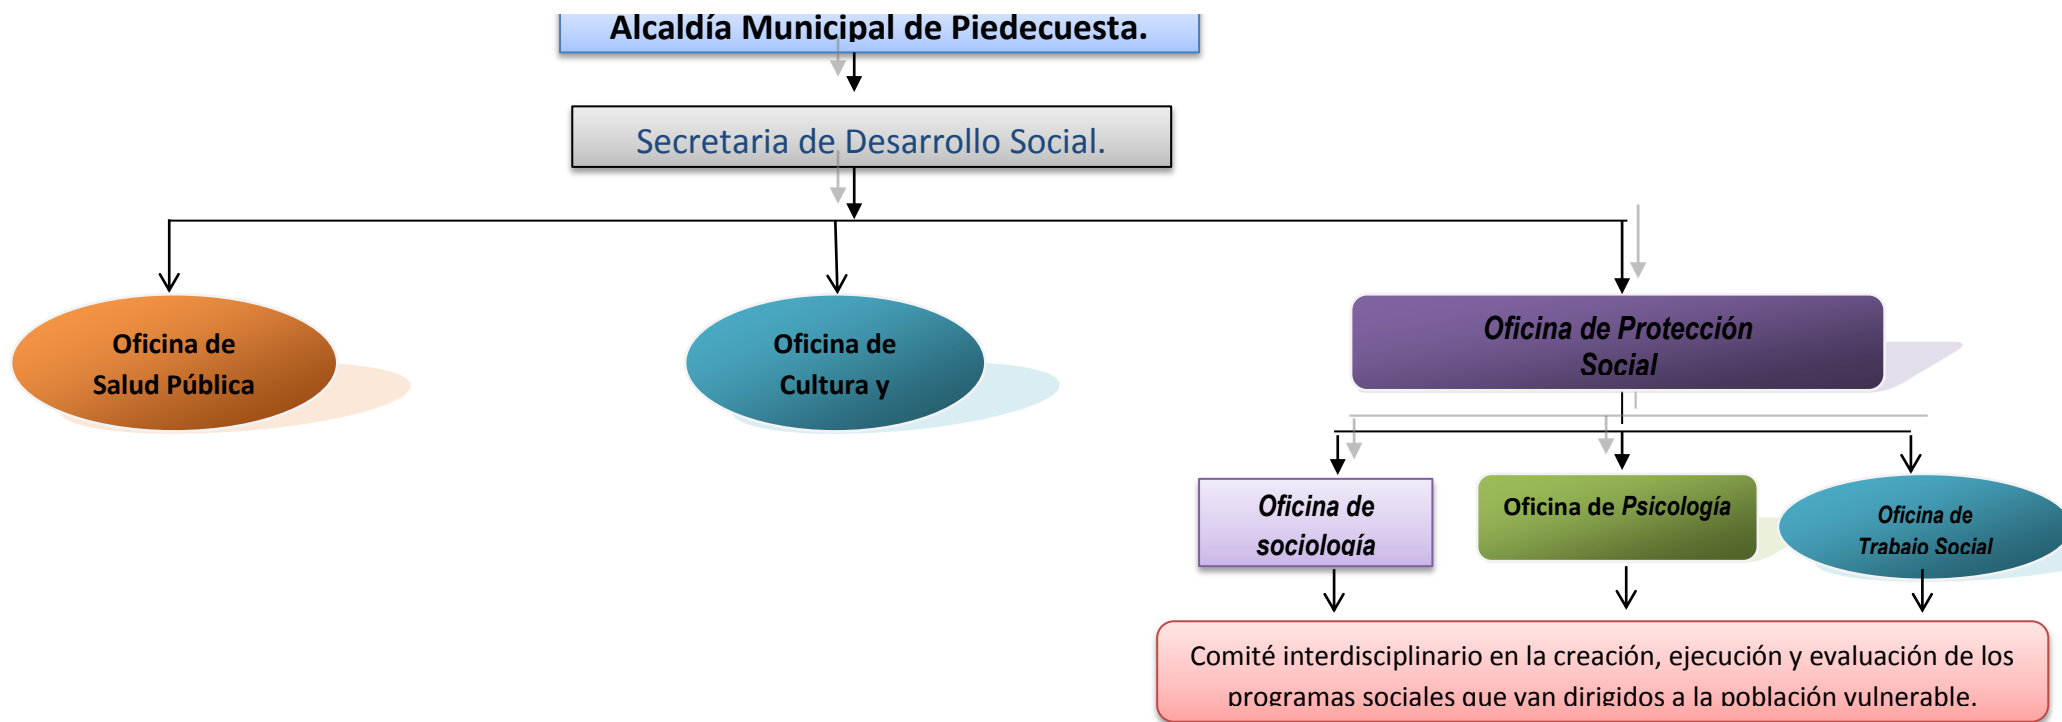 Alcaldía Municipal de Piedecuesta.
Secretaria de Desarrollo Social.
Oficina de
Salud Pública
Oficina de
Cultura y
Oficina de Protección
Social
Oficina de
sociología
Oficina de Psicología
Oficina de
Trabajo Social
Comité interdisciplinario en la creación, ejecución y evaluación de los
programas sociales que van dirigidos a la población vulnerable.